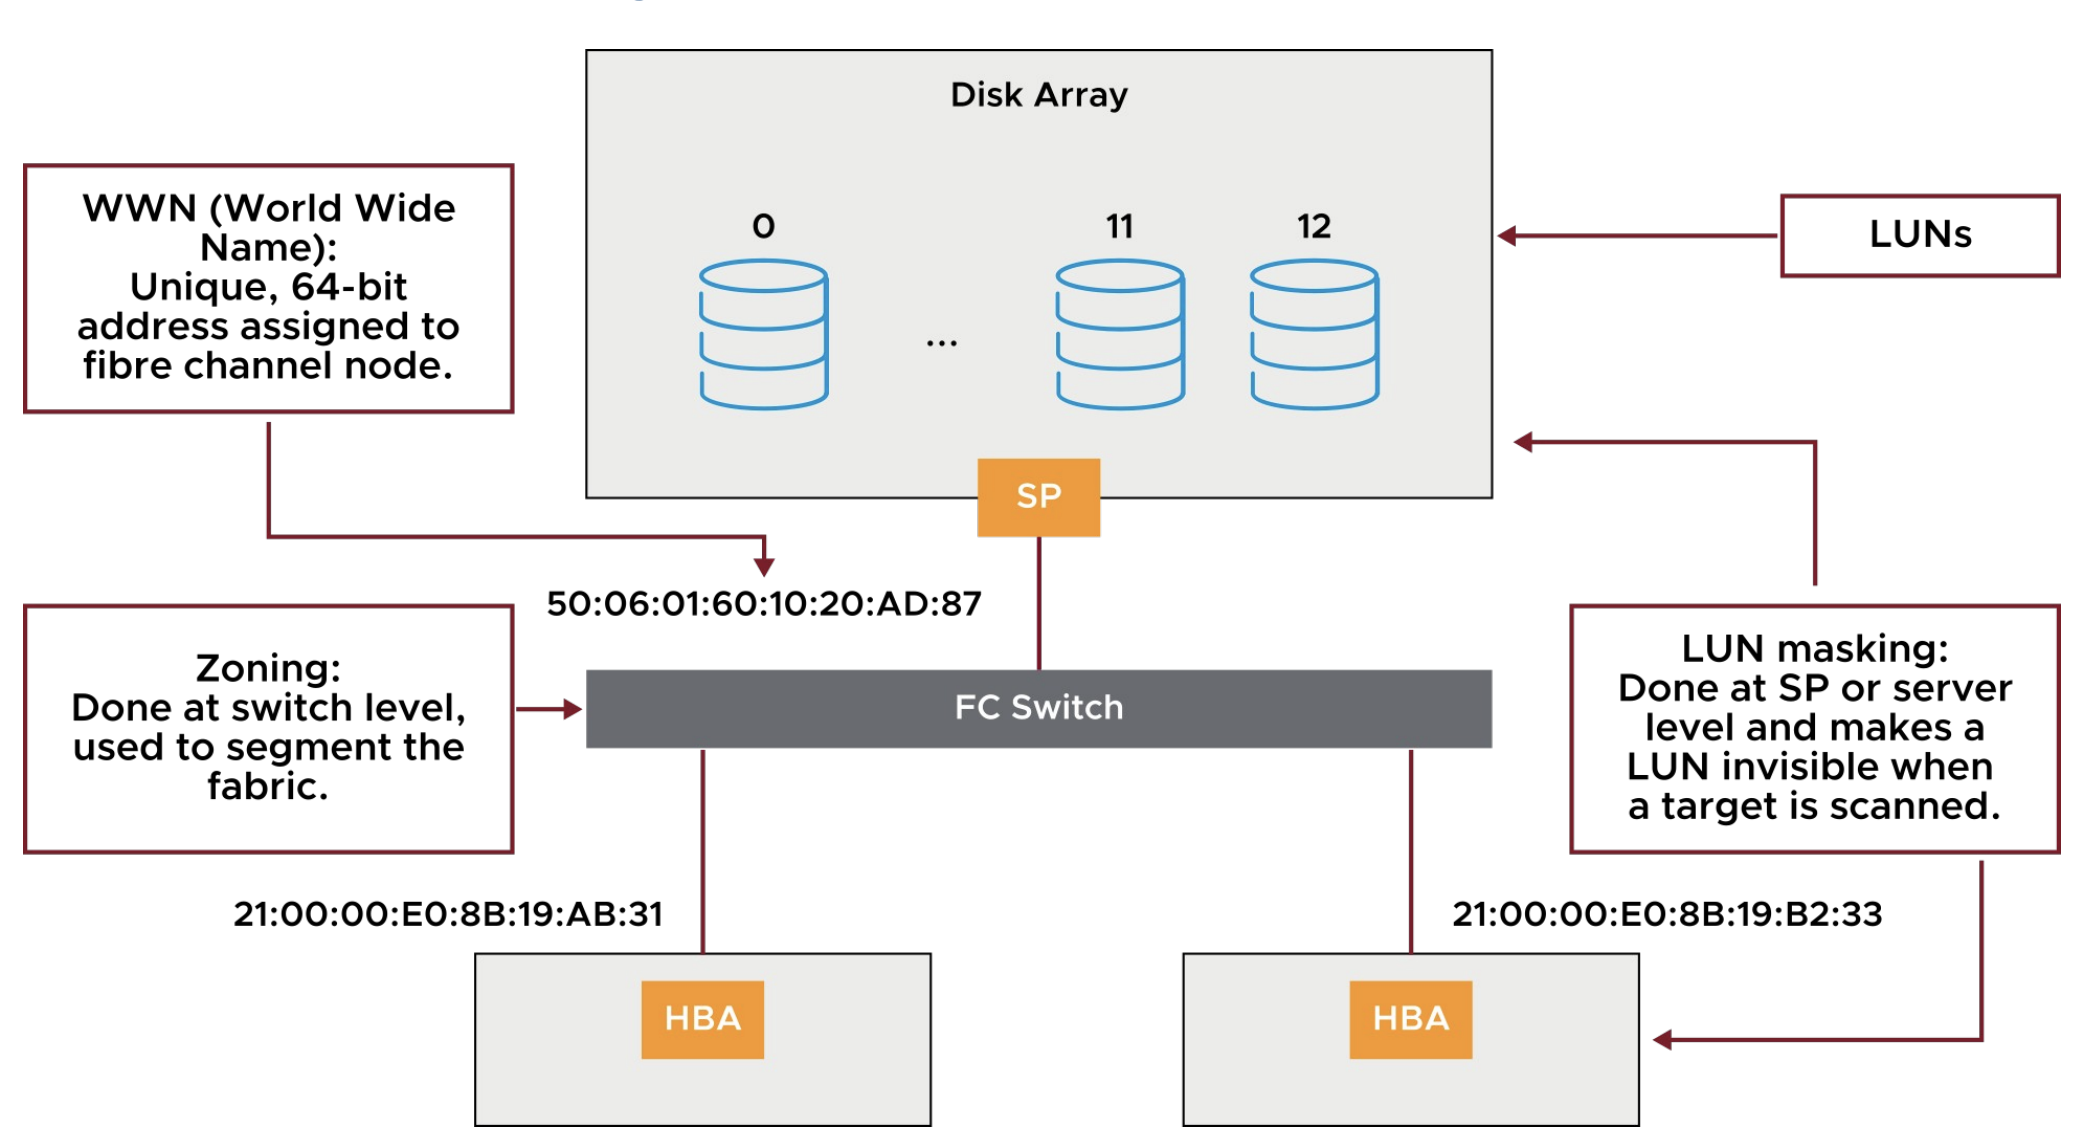 Disk Array
WWN (World Wide
Name):
Unique, 64-bit
address assigned to
fibre channel node.
0
...
11
12
LUNs
SP
50:06:01:60:10:20:AD:87
Zoning:
Done at switch level,
used to segment the
fabric.
FC Switch
LUN masking:
Done at SP or server
level and makes a
LUN invisible when
a target is scanned.
21:00:00:E0:8B:19:AB:31
21:00:00:E0:8B:19:B2:33
HBA
HBA